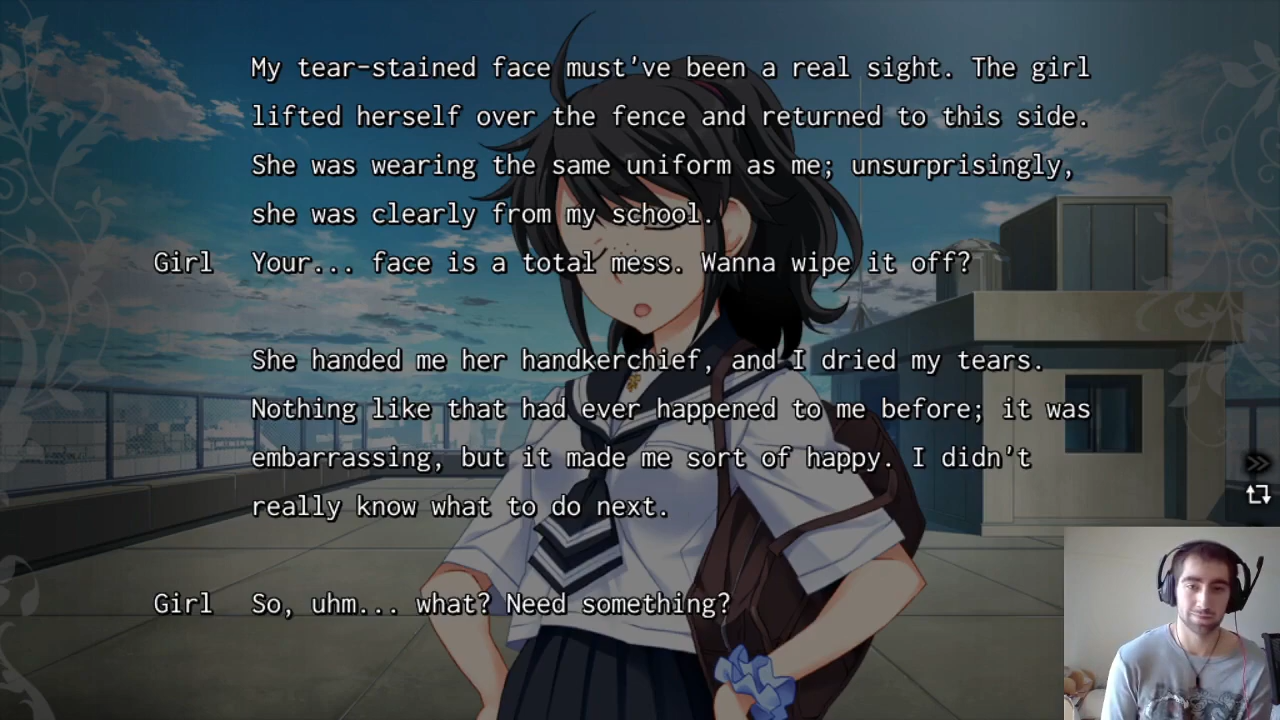 My tear-stained face must've been a real sight. The girl
lifted herself over the fence and returned to this side.
She was wearing the same uniform as me; unsurprisingly,
she was clearly from my school.
Girl Your... face is a total mess. Wanna wipe it off?
She handed me her handkerchief, and I dried my tears.
Nothing like that had ever happened to me before; it was
embarrassing, but it made me sort of happy. I didn't
really know what to do next.
Girl So, uhm... what? Need something?